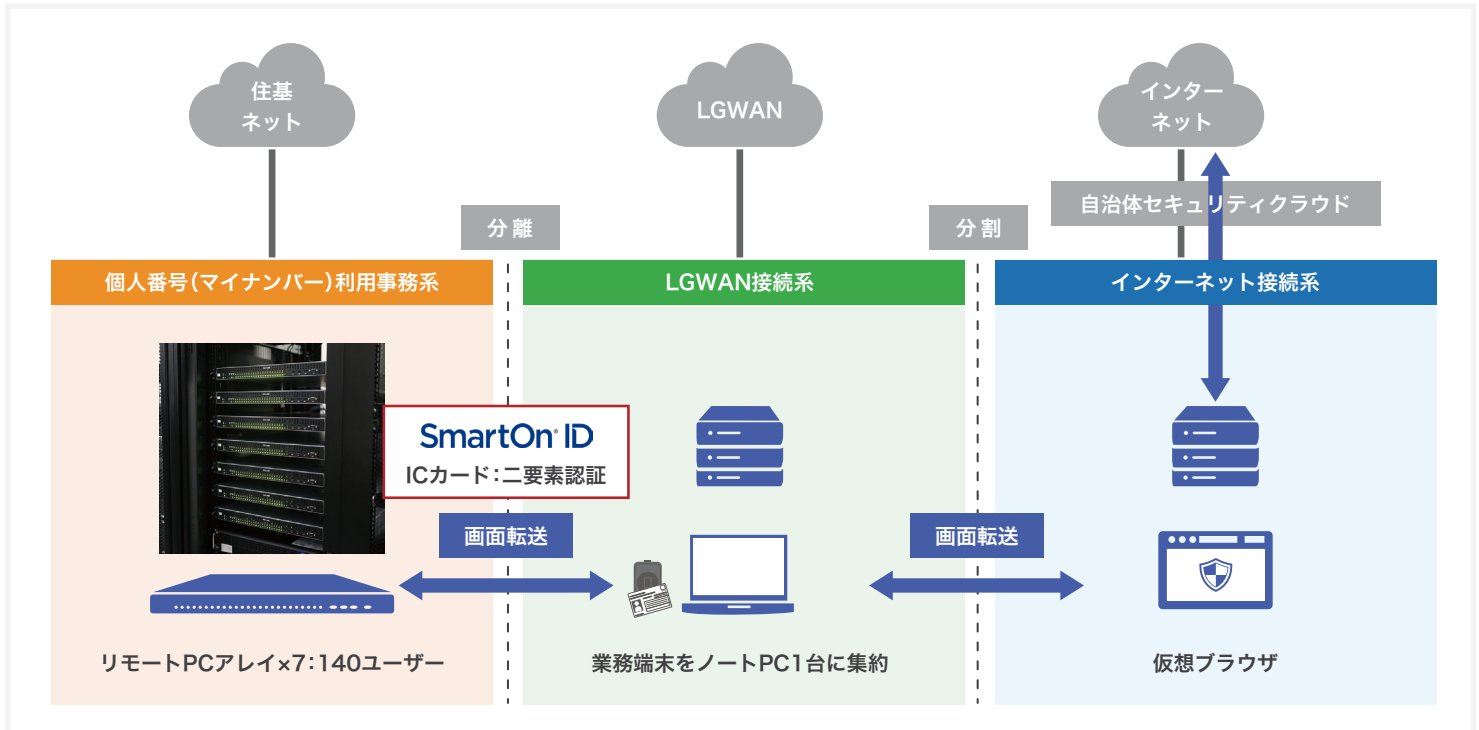 住基
ネット
LGWAN
インター
ネット
自治体セキュリティクラウド
分離
分割
個人番号(マイナンバー)利用事務系
LGWAN接続系
インターネット接続系
SmartOn® ID
ICカード:二要素認証
画面転送
画面転送
リモートPCアレイ×7:140ユーザー
業務端末をノートPC1台に集約
仮想ブラウザ